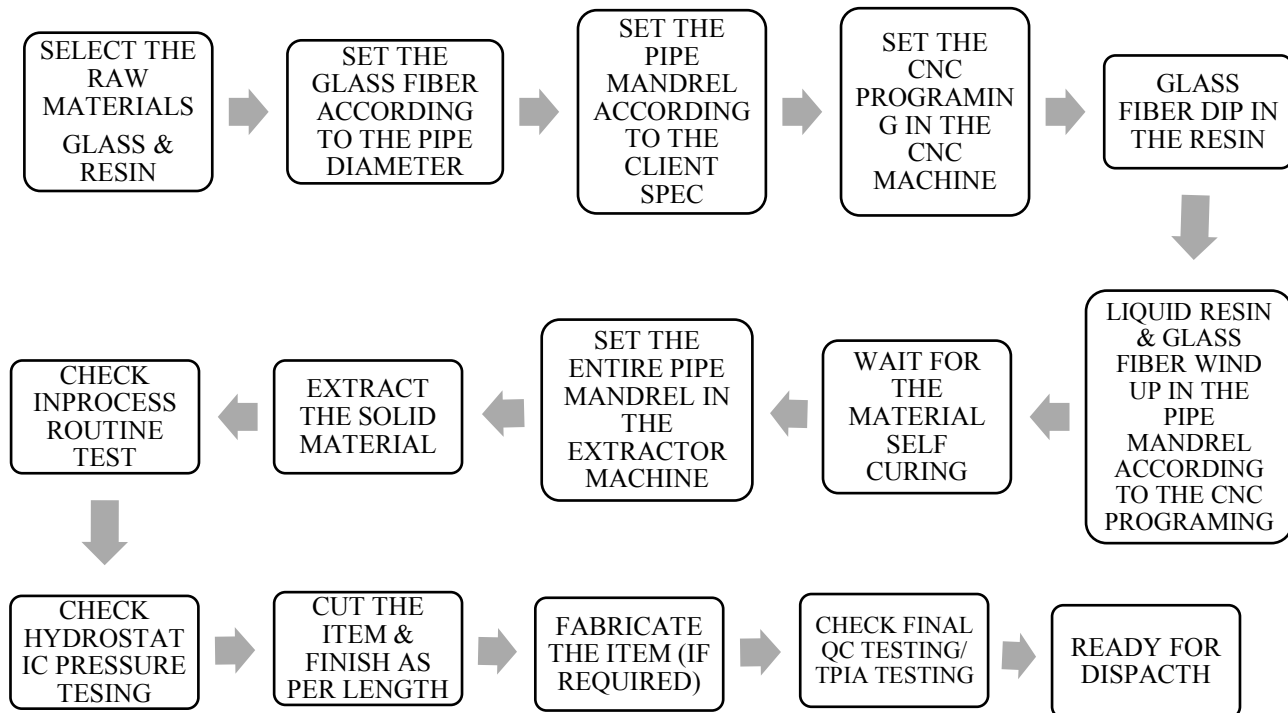 SELECT THE
RAW
MATERIALS
GLASS &
RESIN
SET THE
GLASS FIBER
ACCORDING
TO THE PIPE
DIAMETER
SET THE
PIPE
MANDREL
ACCORDING
TO THE
CLIENT
SPEC
SET THE
CNC
PROGRAMIN
G IN THE
CNC
MACHINE
GLASS
FIBER DIP IN
THE RESIN
LIQUID RESIN
& GLASS
FIBER WIND
UP IN THE
PIPE
MANDREL
ACCORDING
TO THE CNC
PROGRAMING
WAIT FOR
THE
MATERIAL
SELF
CURING
SET THE
ENTIRE PIPE
MANDREL IN
THE
EXTRACTOR
MACHINE
EXTRACT
THE SOLID
MATERIAL
CHECK
INPROCESS
ROUTINE
TEST
CHECK
HYDROSTAT
IC PRESSURE
TESING
CUT THE
ITEM &
FINISH AS
PER LENGTH
FABRICATE
THE ITEM (IF
REQUIRED)
CHECK FINAL
QC TESTING/
TPIA TESTING
READY FOR
DISPACTH